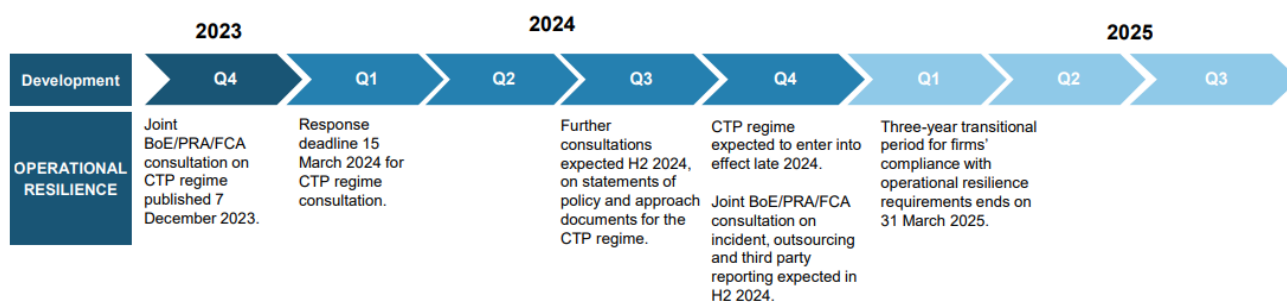 2023
2024
2025
Development
Q4
Q1
Q2
Q3
Q4
Q1
Q2
Q3
OPERATIONAL
RESILIENCE
Joint
BoE/PRA/FCA
consultation on
CTP regime
published 7
December 2023.
Response
deadline 15
March 2024 for
CTP regime
consultation.
Further
consultations
expected H2 2024,
on statements of
policy and approach
documents for the
CTP regime.
CTP regime
expected to enter into
effect late 2024.
Joint BoE/PRA/FCA
consultation on
incident, outsourcing
and third party
reporting expected in
H2 2024.
Three-year transitional
period for firms'
compliance with
operational resilience
requirements ends on
31 March 2025.